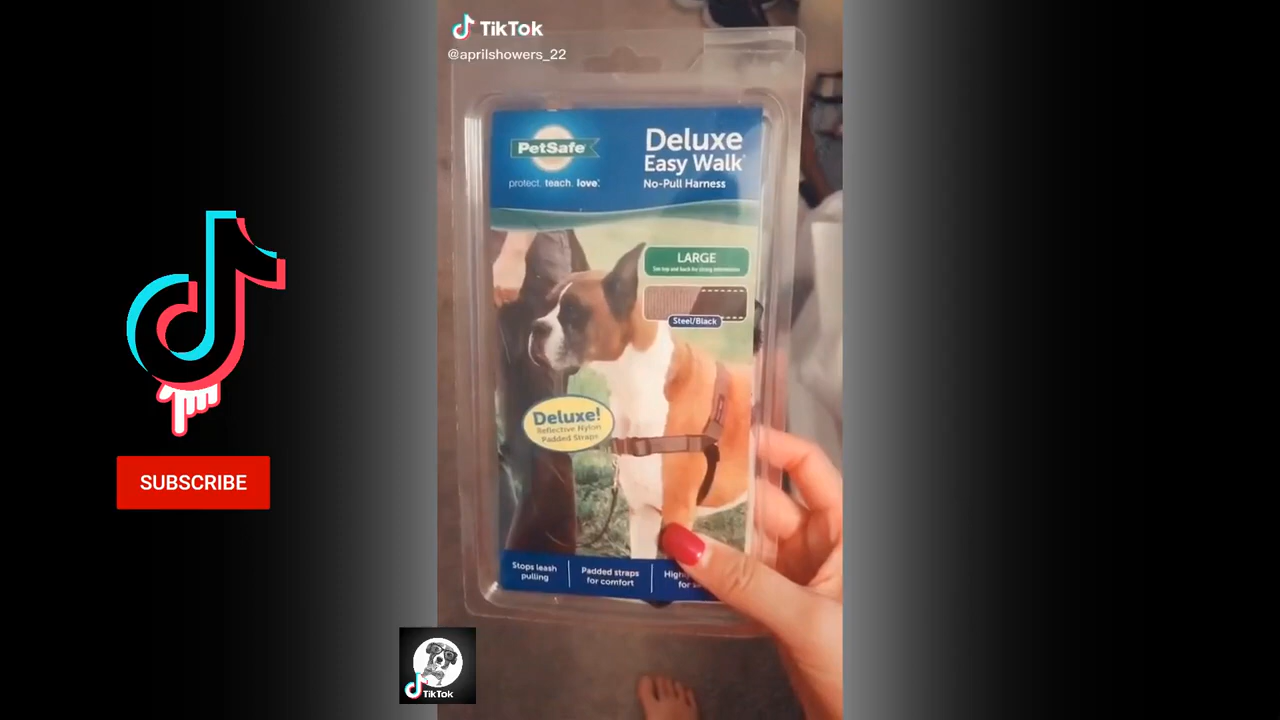 TikTok
@aprilshowers_22
PetSafe
protect. teach. love.
Deluxe
Easy Walk
No-Pull Harness
LARGE
Steel/Black
Deluxe!
Reflective Nylon
Padded Straps
Stops leash
pulling
Padded straps
for comfort
for
SUBSCRIBE
TikTok